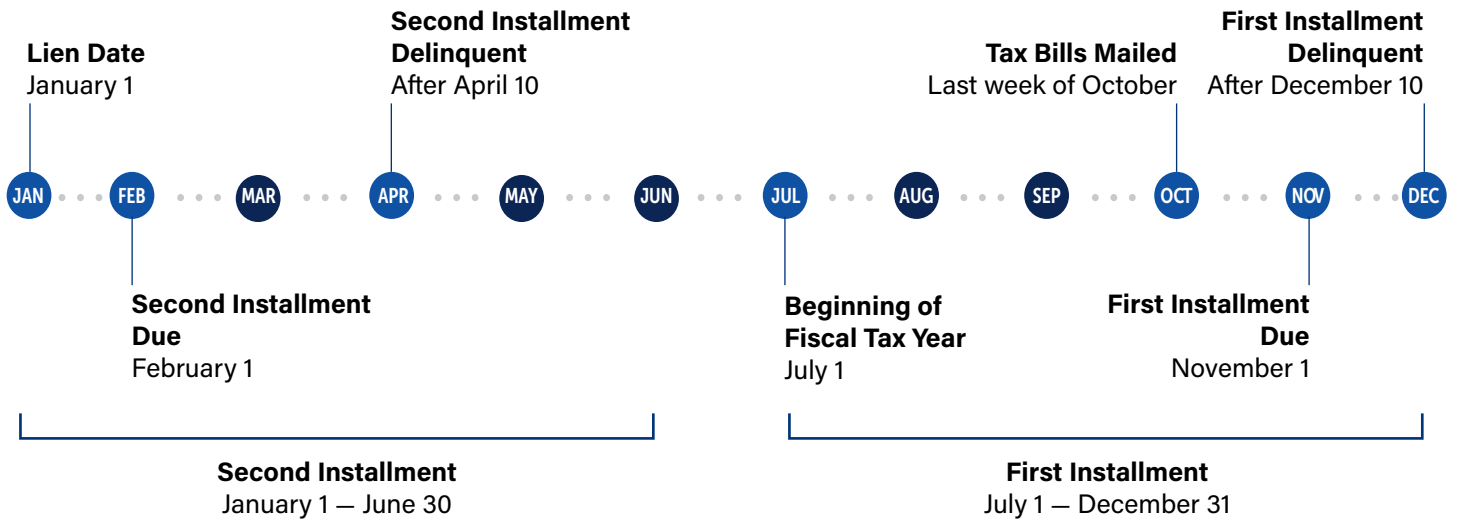 Lien Date
January 1
Second Installment
Delinquent
After April 10
Tax Bills Mailed
Last week of October
First Installment
Delinquent
After December 10
JAN
FEB
MAR
APR
MAY
JUN
JUL
AUG
SEP
OCT
NOV
DEC
Second Installment
Due
February 1
Beginning of
Fiscal Tax Year
July 1
First Installment
Due
November 1
Second Installment
January 1 — June 30
First Installment
July 1 — December 31